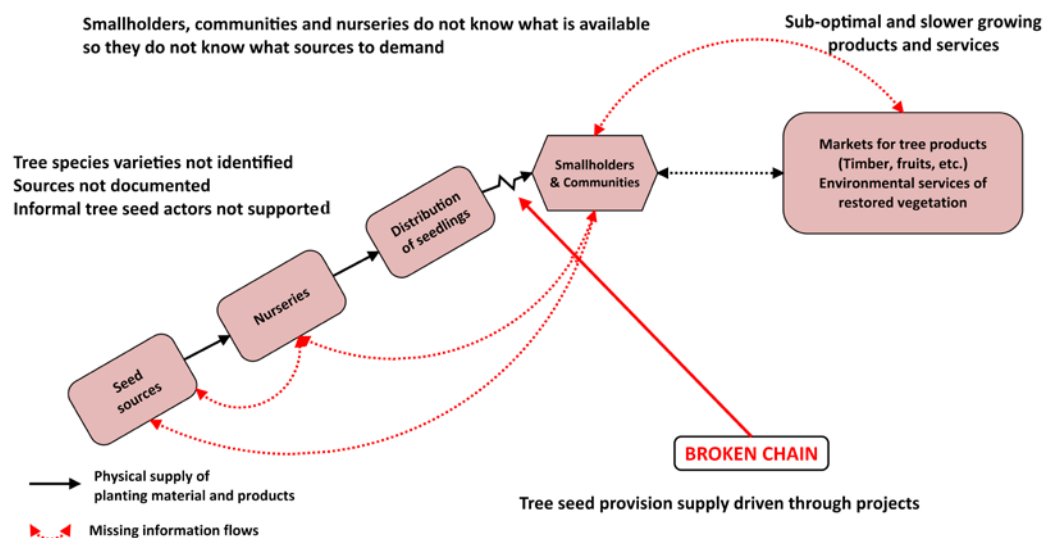 Smallholders, communities and nurseries do not know what is available
so they do not know what sources to demand
Sub-optimal and slower growing
products and services
Tree species varieties not identified
Sources not documented
Informal tree seed actors not supported
Smallholders
& Communities
Markets for tree products
(Timber, fruits, etc.)
Environmental services of
restored vegetation
Distribution
of seedlings
Nurseries
Seed
sources
BROKEN CHAIN
Physical supply of
planting material and products
Tree seed provision supply driven through projects
Missing information flows